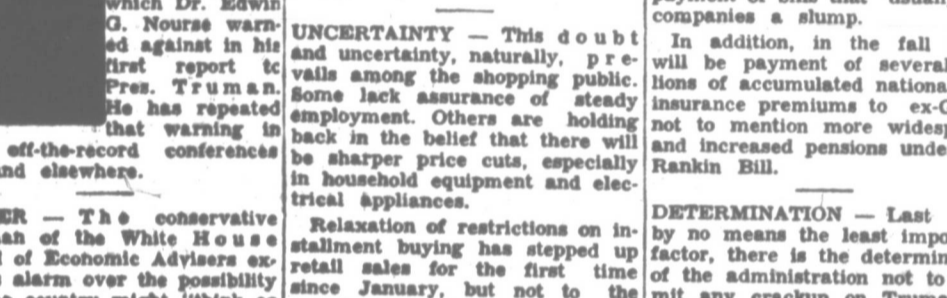 which Dr. Edwin
G. Nourse warn-
ed against in his
first report tc
Pres. Truman.
He has repeated
that warning in
off-the-record conferences
nd elsewhere.
ER — The conservative
an of the White House
of Economic Advisers ex-
alarm over the possibility
UNCERTAINTY — This doubt
and uncertainty, naturally, pre-
vails among the shopping public.
Some lack assurance of steady
employment. Others are holding
back in the belief that there will
be sharper price cuts, especially
in household equipment and elec-
trical appliances.
Relaxation of restrictions on in-
stallment buying has stepped up
retail sales for the first time
since January, but not to the
companies a slump.
In addition, in the fall
will be payment of several
lions of accumulated nationa
insurance premiums to ex-
not to mention more wides
and increased pensions unde
Rankin Bill.
DETERMINATION — Last
by no means the least impo
factor, there is the determin
of the administration not to
mit any crackup